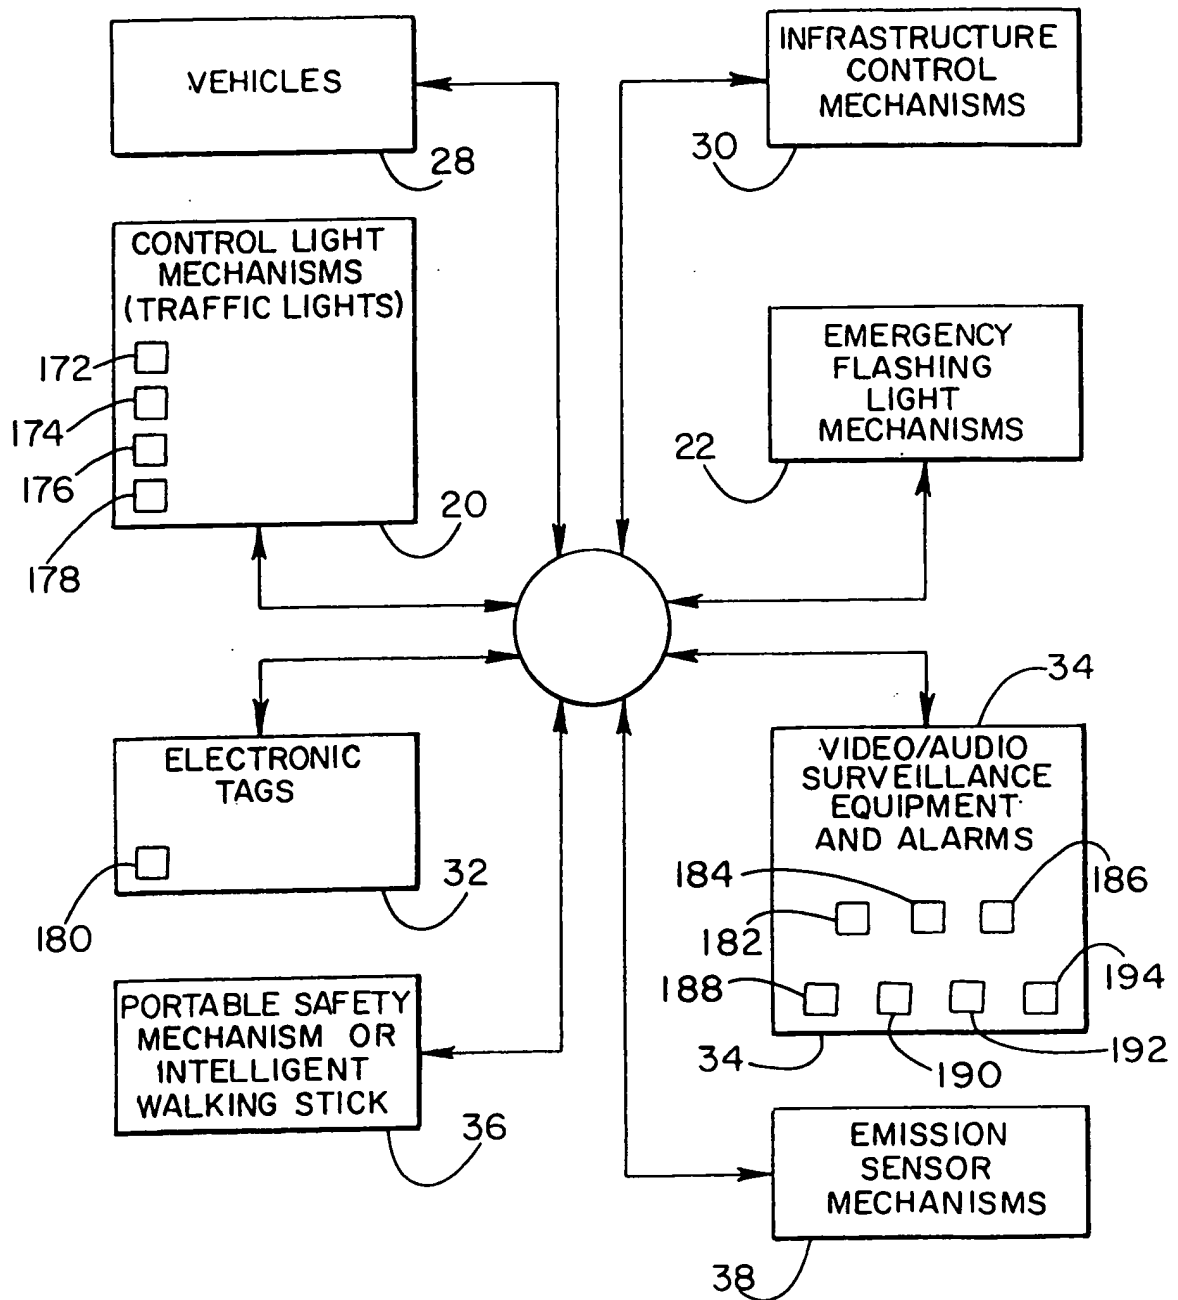 VEHICLES
28
INFRASTRUCTURE
CONTROL
MECHANISMS
30
CONTROL LIGHT
MECHANISMS
(TRAFFIC LIGHTS)
172
174
176
178
20
EMERGENCY
FLASHING
LIGHT
MECHANISMS
22
ELECTRONIC
TAGS
180
32
34
VIDEO/AUDIO
SURVEILLANCE
EQUIPMENT
AND ALARMS
184
186
182
188
194
34
190
192
PORTABLE SAFETY
MECHANISM OR
INTELLIGENT
WALKING STICK
36
EMISSION
SENSOR
MECHANISMS
38